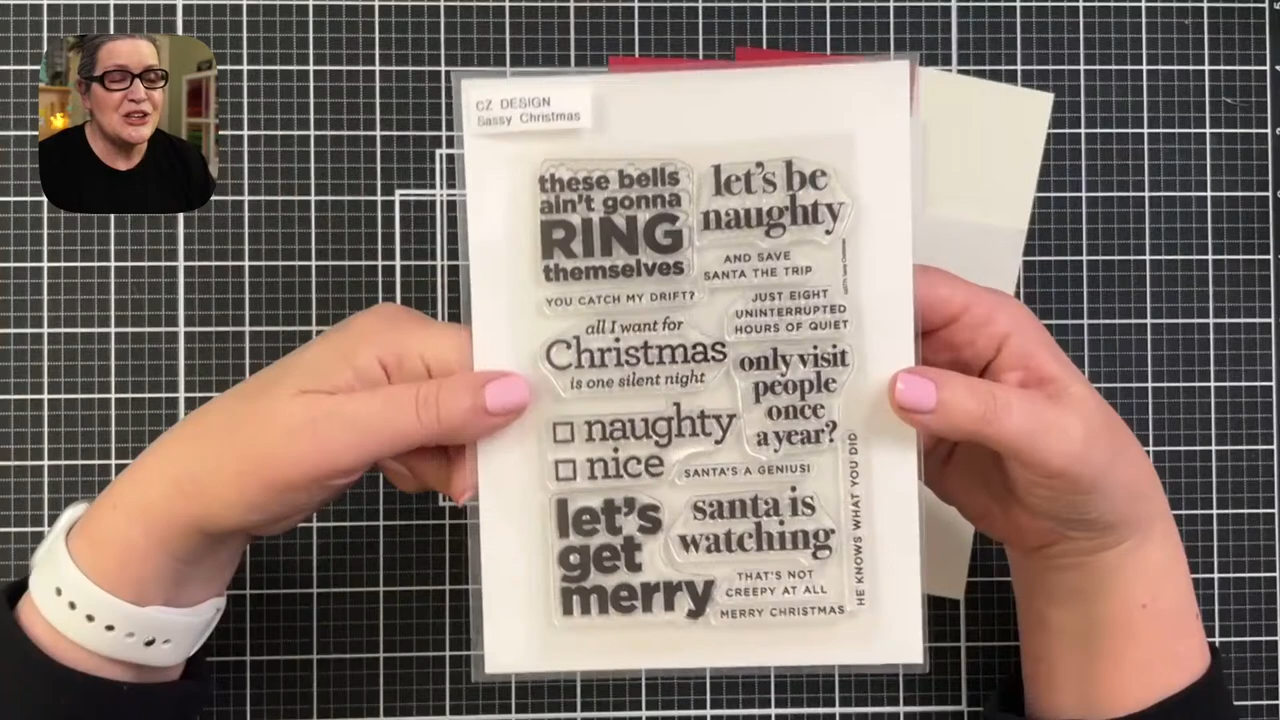 CZ DESIGN
Sassy Christmas
these bells
ain't gonna
RING
themselves
YOU CATCH MY DRIFT?
let's be
naughty
AND SAVE
SANTA THE TRIP
JUST EIGHT
UNINTERRUPTED
HOURS OF QUIET
all I want for
Christmas
is one silent night
only visit
people
once
a year?
SANTA'S A GENIUS!
naughty
nice
let's
get
merry
santa is
watching
HE KNOWS WHAT YOU DID
THAT'S NOT
CREEPY AT ALL
MERRY CHRISTMAS